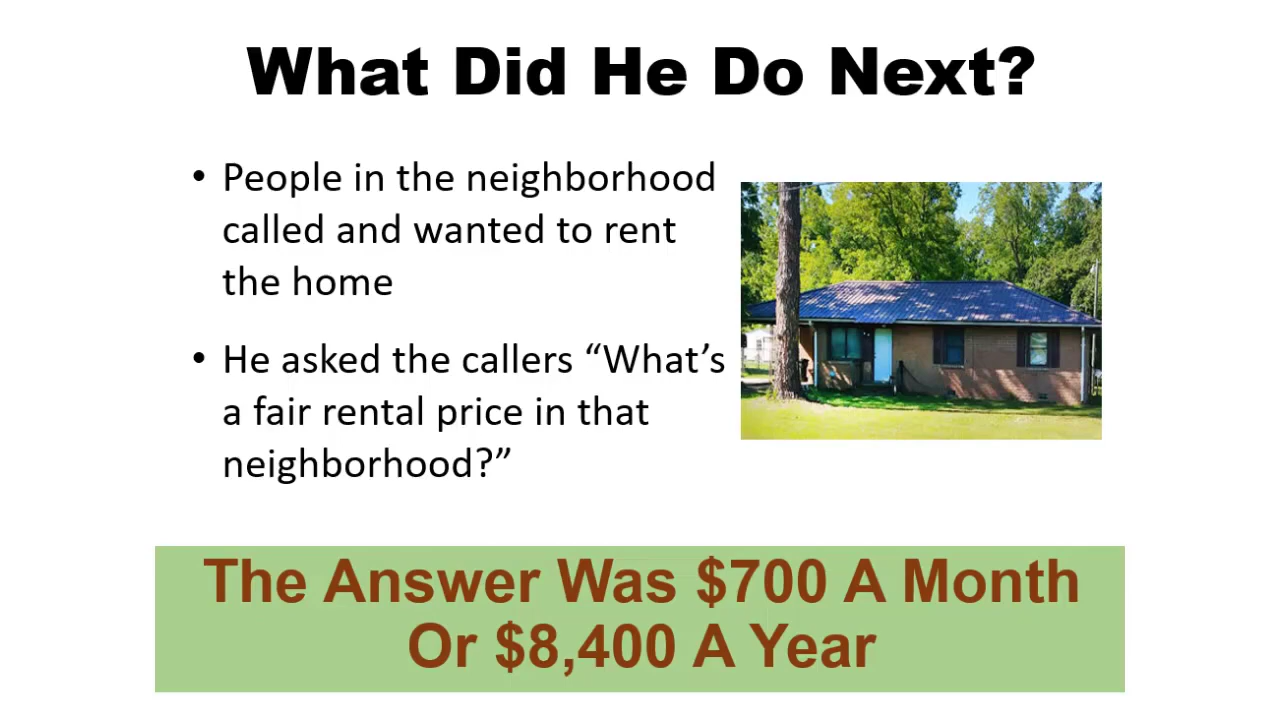 What Did He Do Next?
• People in the neighborhood
called and wanted to rent
the home
• He asked the callers “What’s
a fair rental price in that
neighborhood?”
The Answer Was $700 A Month
Or $8,400 A Year